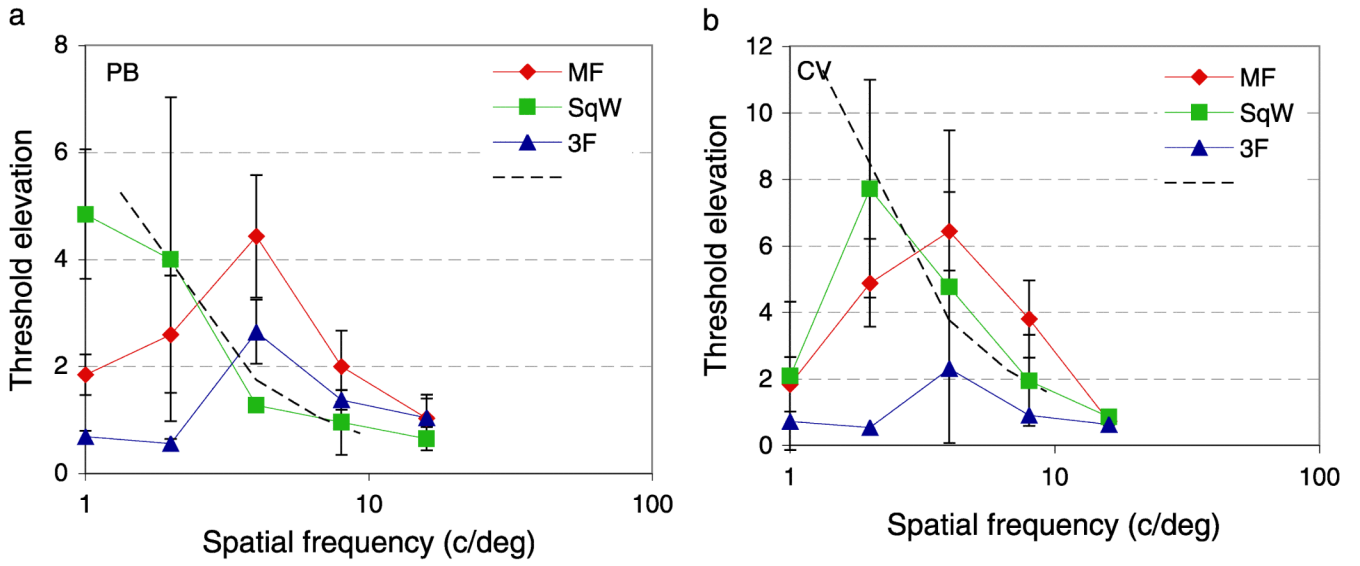 a
PB
MF
SqW
3F
8
6
4
2
0
1
10
100
Threshold elevation
Spatial frequency (c/deg)
b
CV
MF
SqW
3F
12
10
8
6
4
2
0
1
10
100
Threshold elevation
Spatial frequency (c/deg)